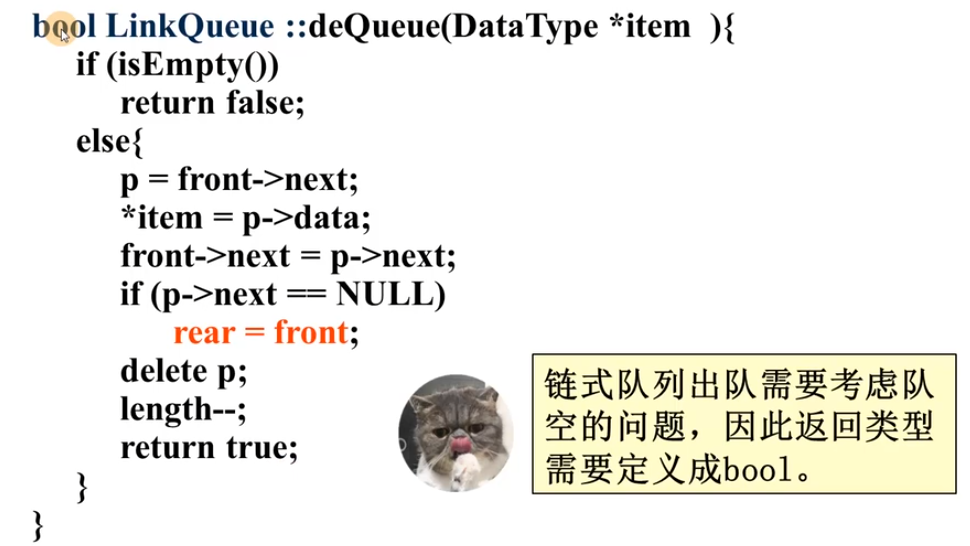 bool LinkQueue ::deQueue(DataType *item  ){
if (isEmpty())
return false;
else{
p = front->next;
*item = p->data;
front->next = p->next;
if (p->next == NULL)
rear = front;
delete p;
length--;
return true;
}
}
链式队列出队需要考虑队
空的问题，因此返回类型
需要定义成bool。